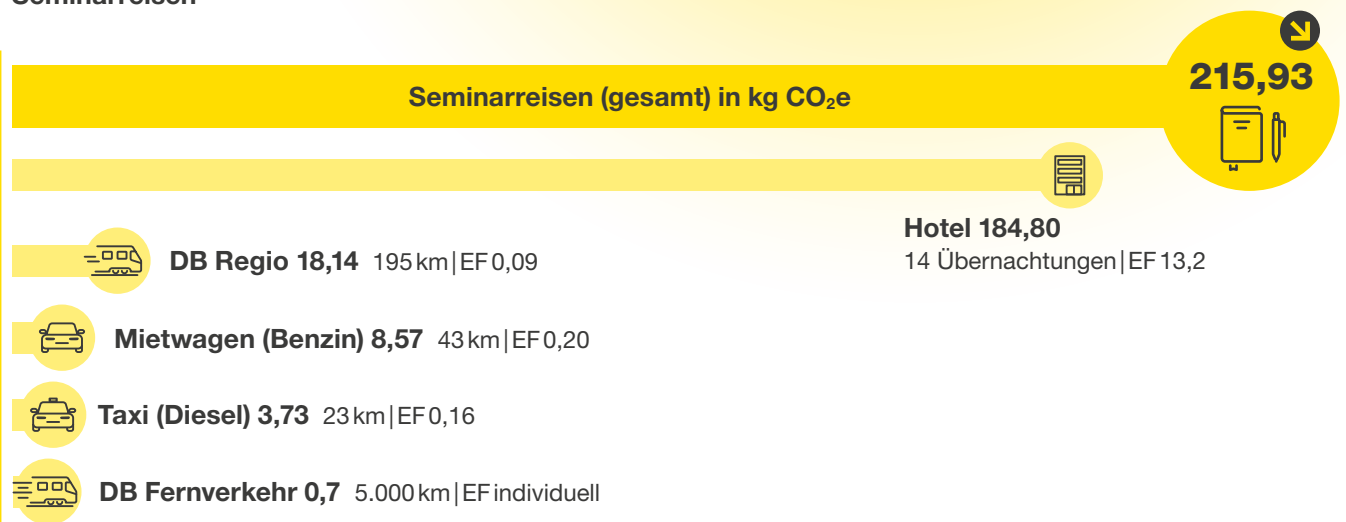 Seminarreisen
Seminarreisen (gesamt) in kg CO₂e
215,93
Hotel 184,80
14 Übernachtungen|EF 13,2
DB Regio 18,14 195 km|EF 0,09
Mietwagen (Benzin) 8,57 43 km|EF 0,20
Taxi (Diesel) 3,73 23 km|EF 0,16
DB Fernverkehr 0,7 5.000 km|EF individuell